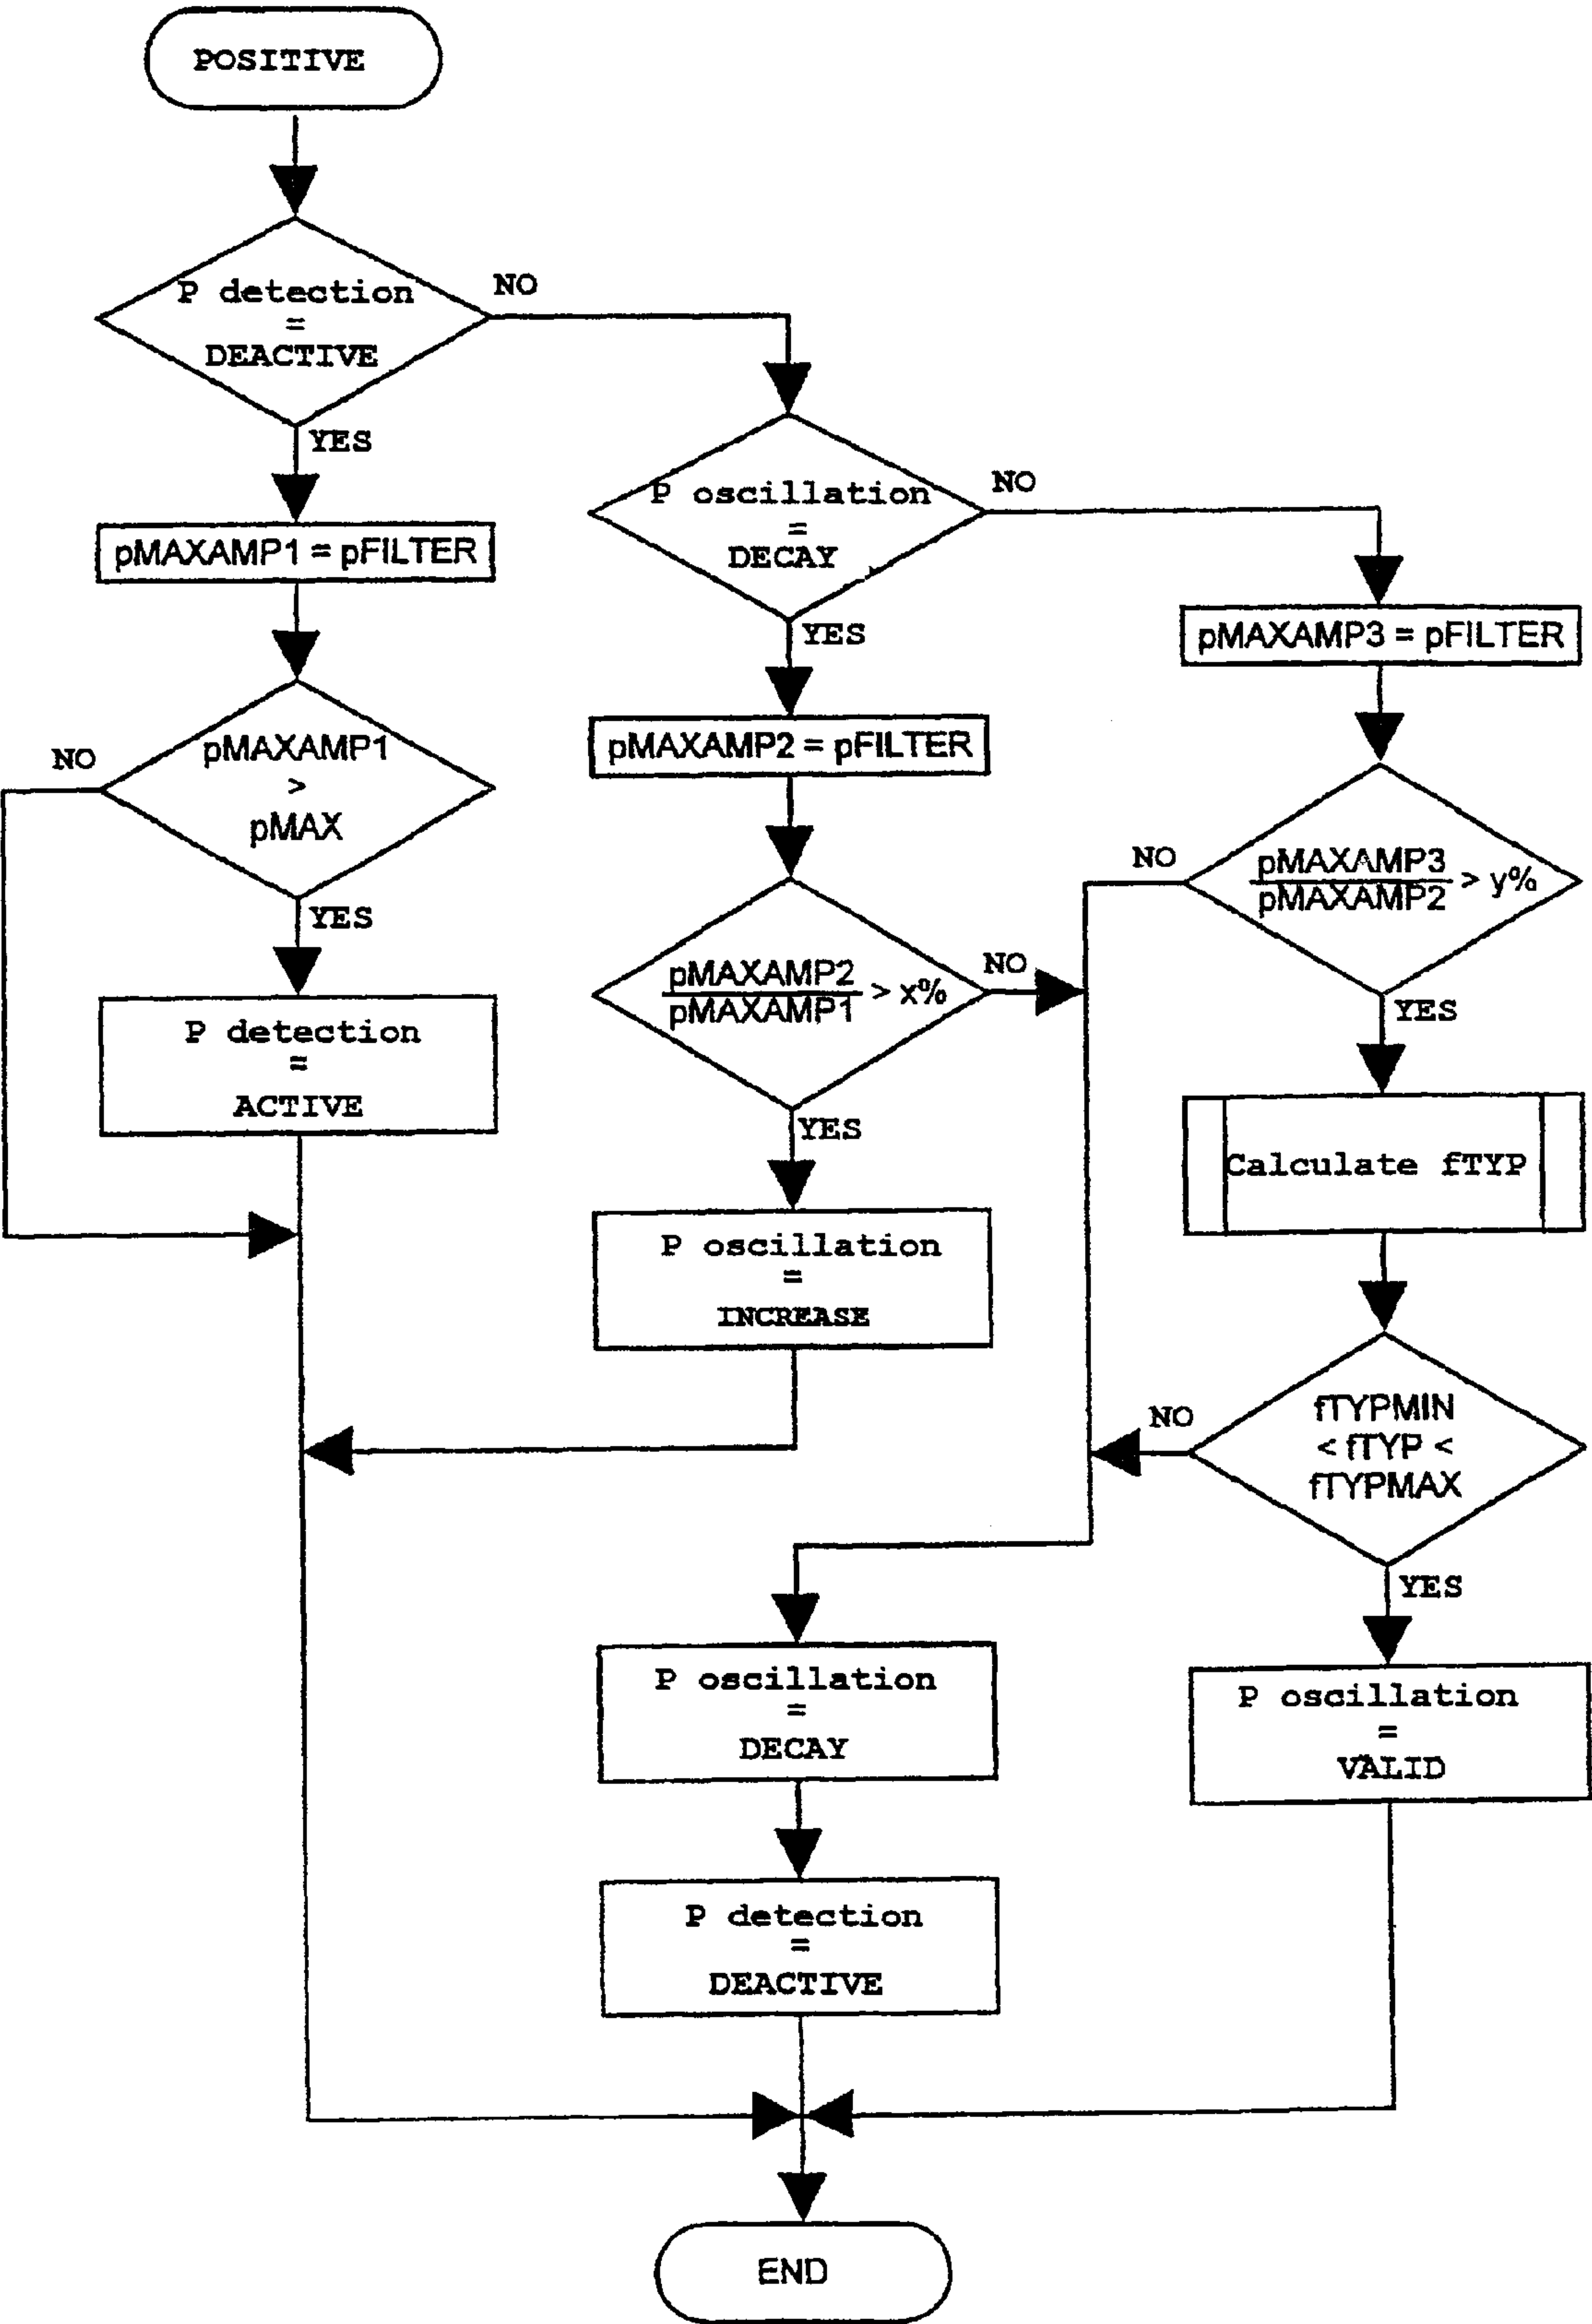 POSITIVE
P detection
=
DEACTIVE
NO
YES
pMAXAMP1 = pFILTER
pMAXAMP1
>
pMAX
NO
YES
P detection
=
ACTIVE
P oscillation
=
DECAY
NO
YES
pMAXAMP2 = pFILTER
pMAXAMP2
pMAXAMP1
> x%
NO
YES
P oscillation
=
INCREASE
pMAXAMP3 = pFILTER
pMAXAMP3
pMAXAMP2
> y%
NO
YES
Calculate fTYP
fTYPMIN
< fTYP <
fTYPMAX
NO
YES
P oscillation
=
VALID
P oscillation
=
DECAY
P detection
=
DEACTIVE
END